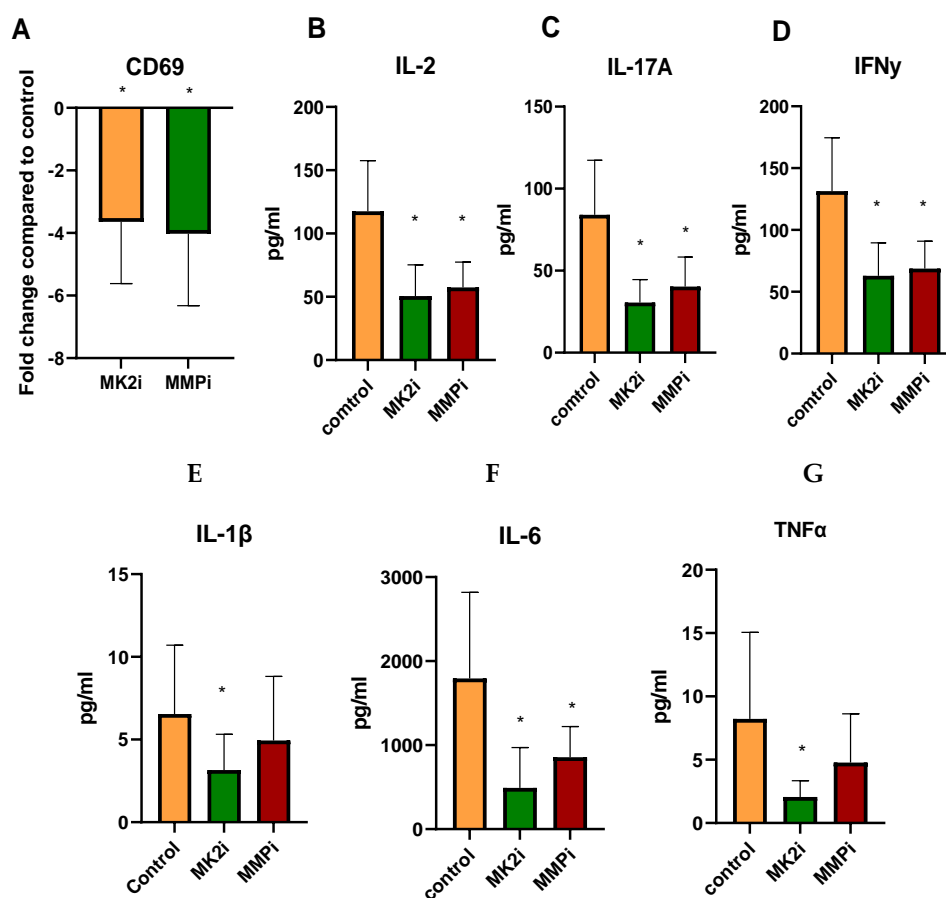 A
CD69
Fold change compared to control
* *
0
-2
-4
-6
-8
MK2i MMPi
B
IL-2
pg/ml
200
150
100
50
0
* *
comtrol MK2i MMPi
C
IL-17A
pg/ml
150
100
50
0
* *
comtrol MK2i MMPi
D
IFNy
pg/ml
200
150
100
50
0
* *
comtrol MK2i MMPi
E
IL-1β
pg/ml
15
10
5
0
*
Control MK2i MMPi
F
IL-6
pg/ml
3000
2000
1000
0
* *
Control MK2i MMPi
G
TNFα
pg/ml
20
15
10
5
0
*
Control MK2i MMPi